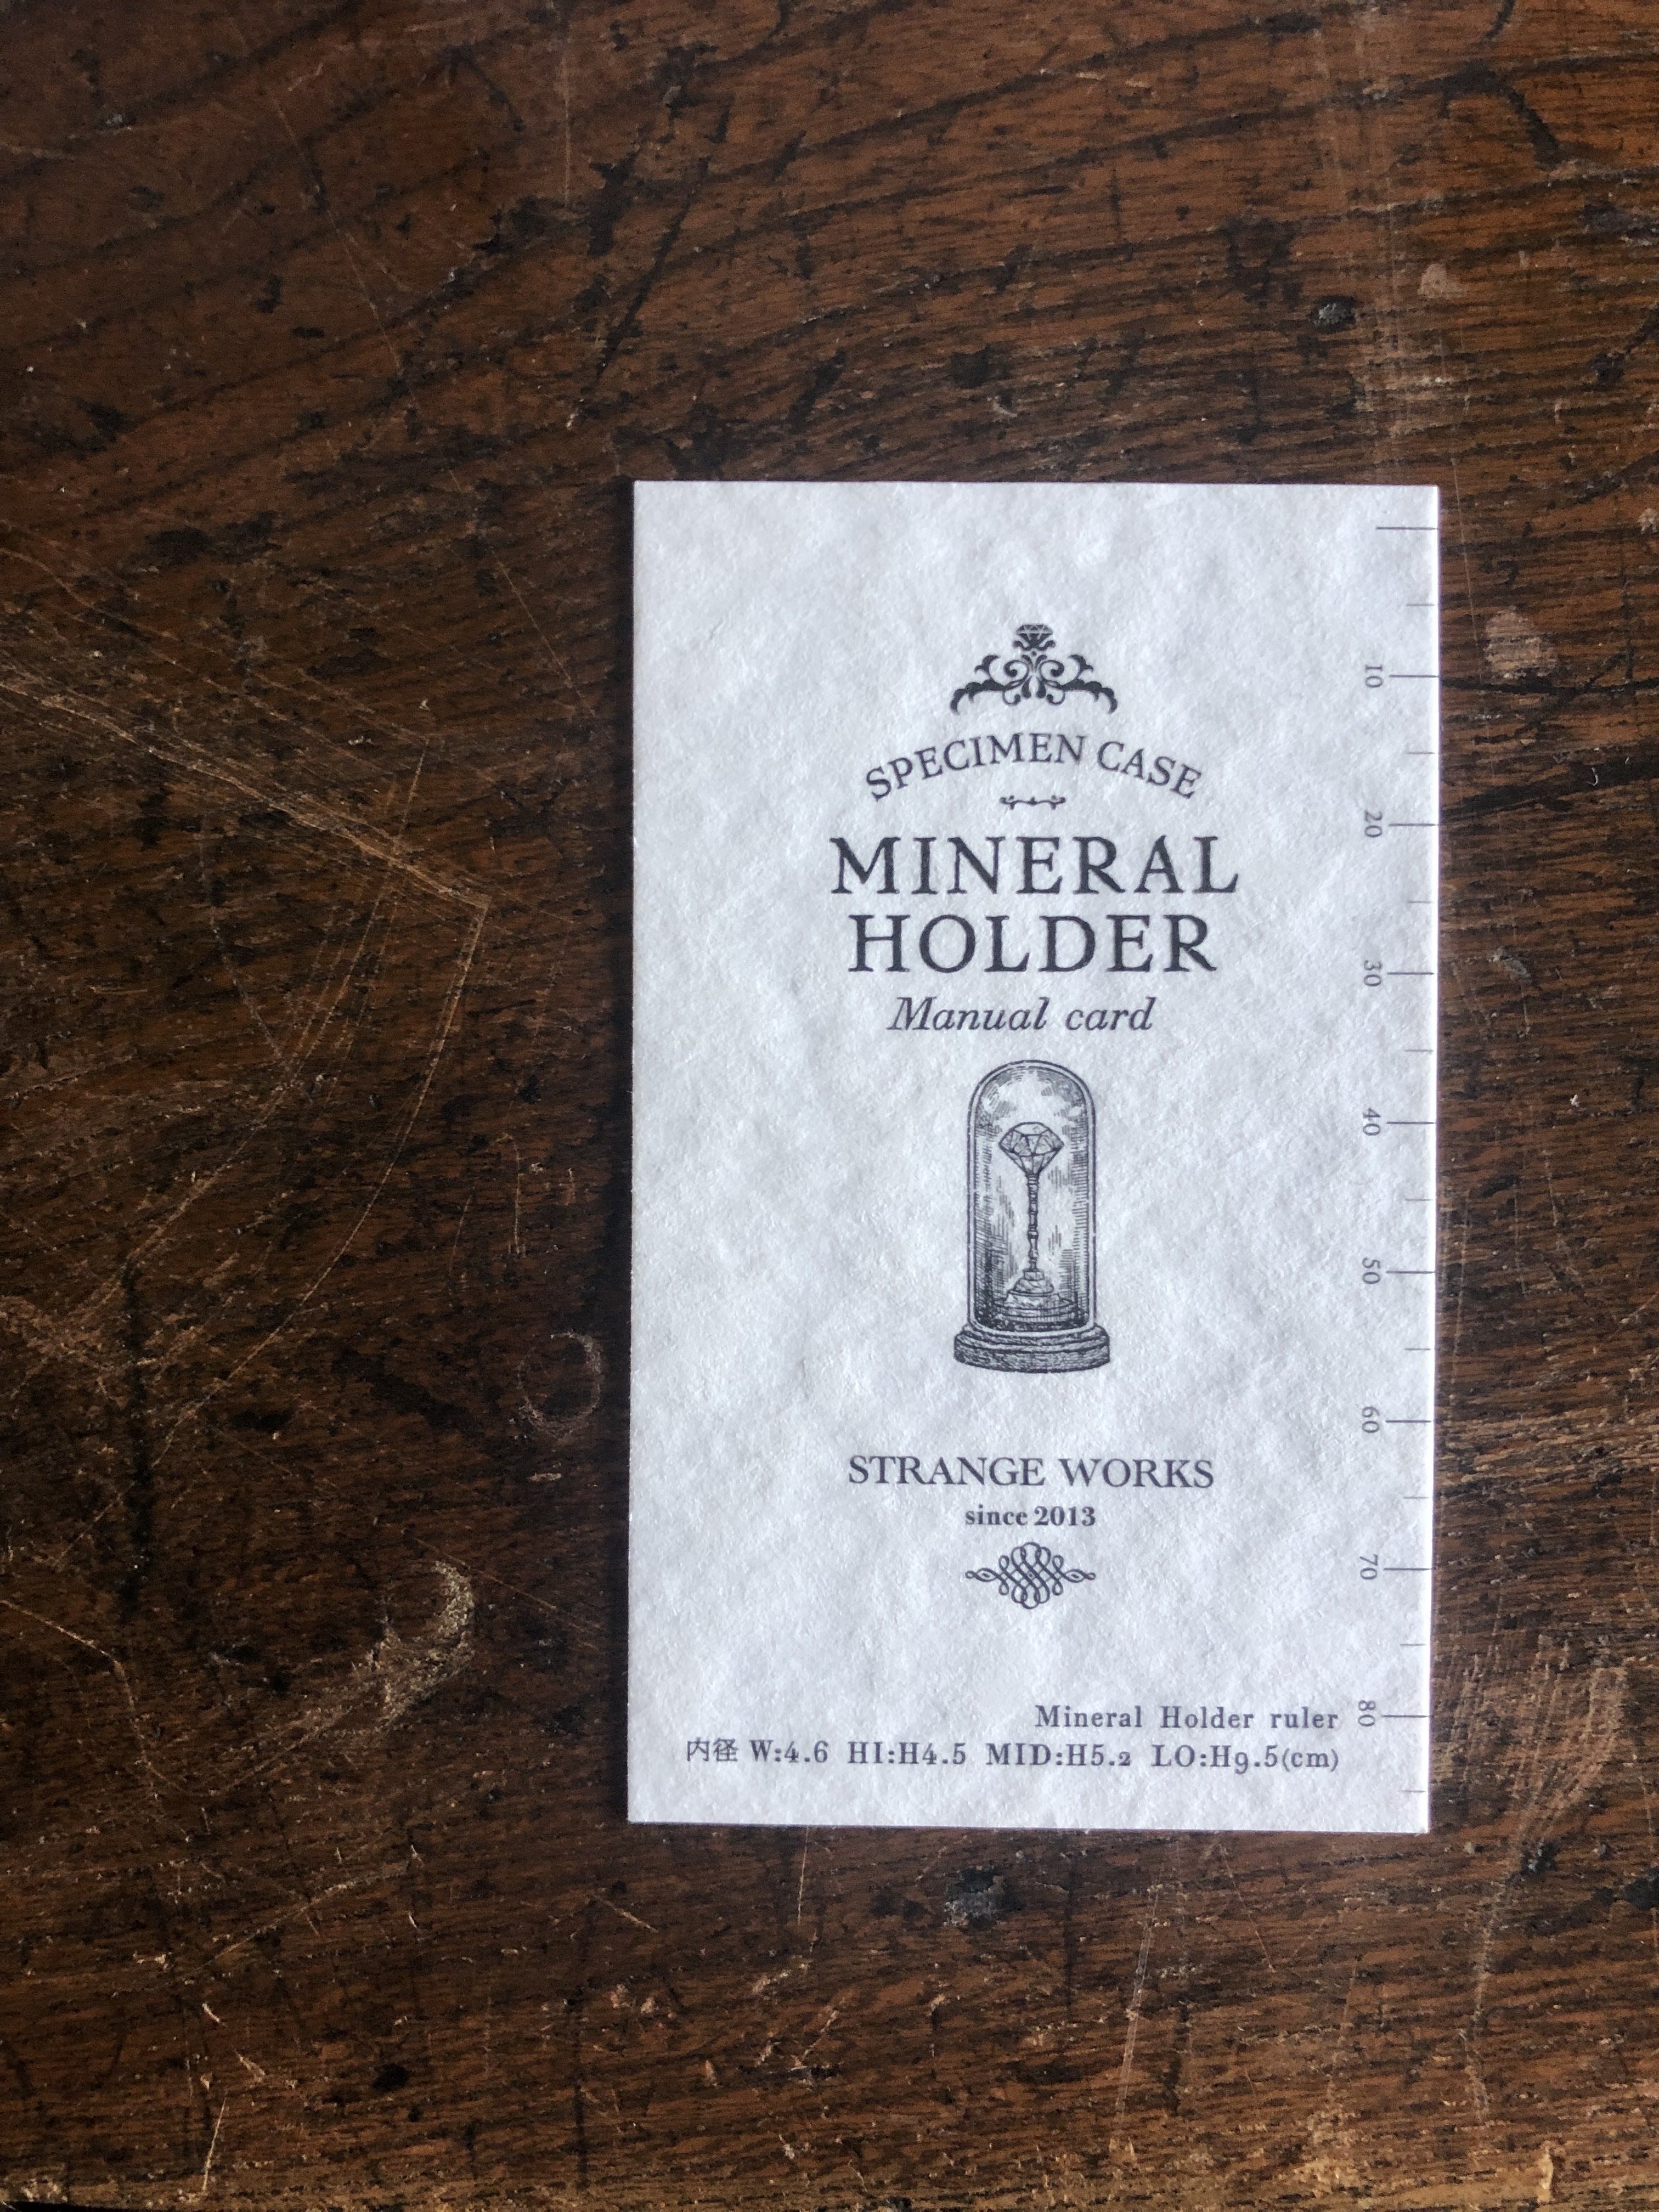 SPECIMEN CASE
MINERAL
HOLDER
Manual card
STRANGE WORKS
since 2013
Mineral Holder ruler
内径 W:4.6 HI:H4.5 MID:H5.2 LO:H9.5(cm)
10
20
30
40
50
60
70
80